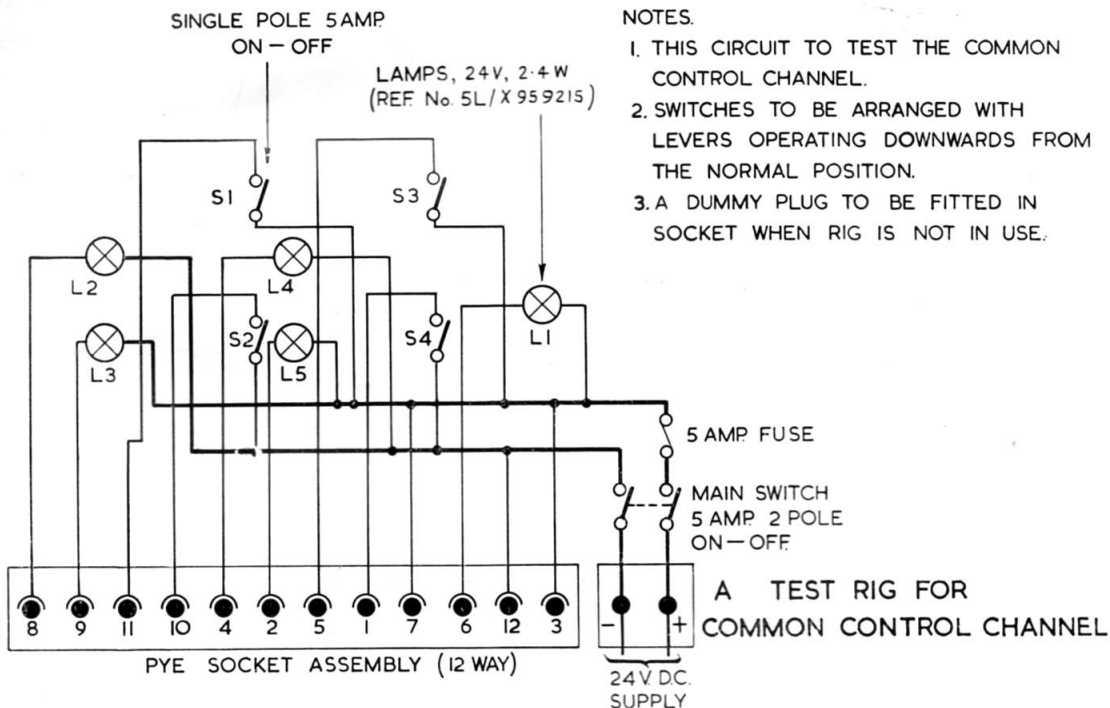 SINGLE POLE 5 AMP.
ON - OFF
LAMPS, 24V, 2·4 W
(REF. No. 5L/X 959215)
NOTES.
1. THIS CIRCUIT TO TEST THE COMMON
CONTROL CHANNEL.
2. SWITCHES TO BE ARRANGED WITH
LEVERS OPERATING DOWNWARDS FROM
THE NORMAL POSITION.
3. A DUMMY PLUG TO BE FITTED IN
SOCKET WHEN RIG IS NOT IN USE.
S1
S3
L2
L4
S2
S4
L1
L3
L5
5 AMP. FUSE
MAIN SWITCH
5 AMP. 2 POLE
ON - OFF.
8 9 11 10 4 2 5 1 7 6 12 3
- +
PYE SOCKET ASSEMBLY (12 WAY)
24V. D.C.
SUPPLY
A TEST RIG FOR
COMMON CONTROL CHANNEL